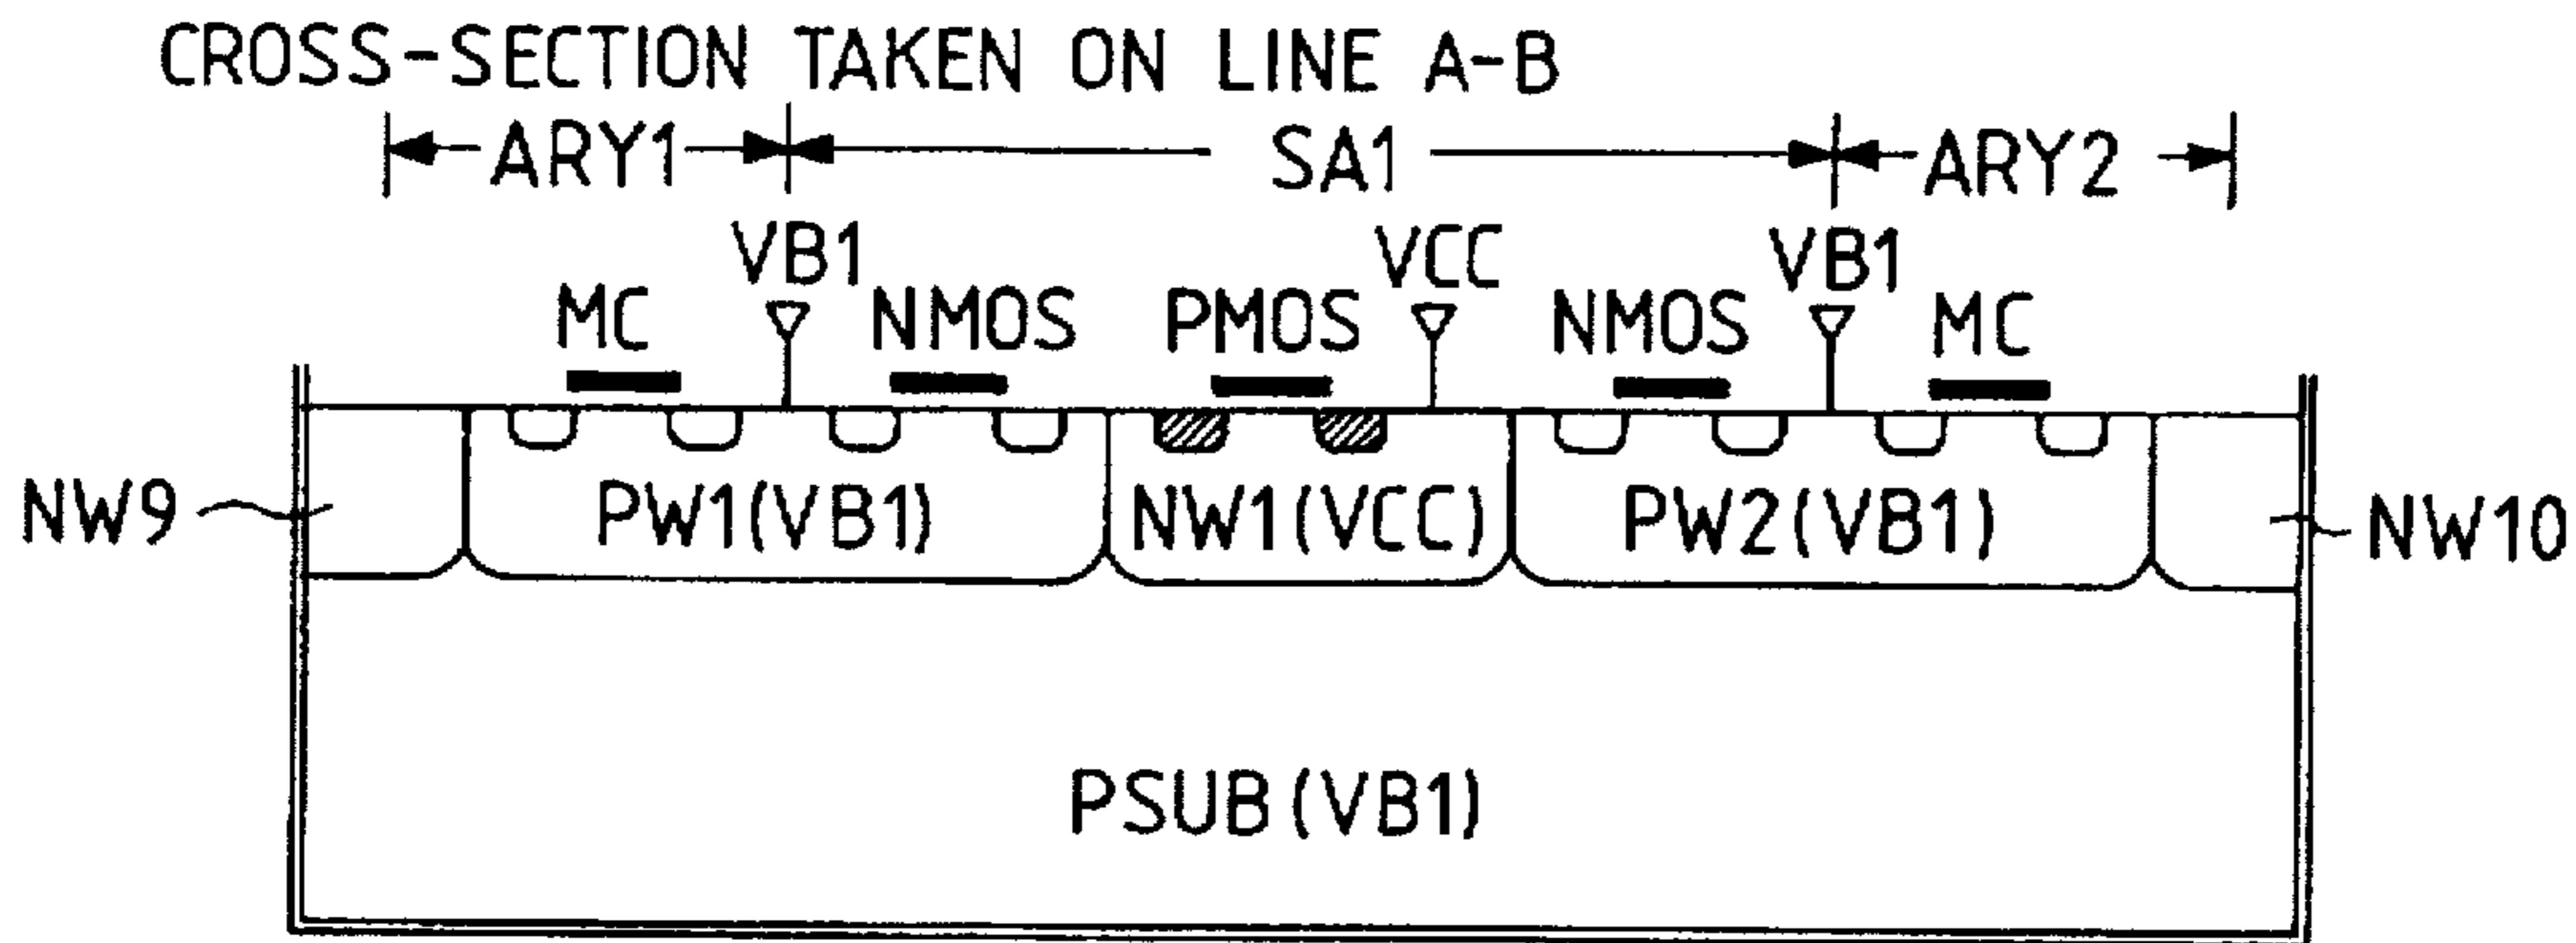 CROSS-SECTION TAKEN ON LINE A-B
ARY1 SA1 ARY2
VB1 VCC VB1
MC NMOS PMOS NMOS MC
NW9 PW1(VB1) NW1(VCC) PW2(VB1) NW10
PSUB(VB1)